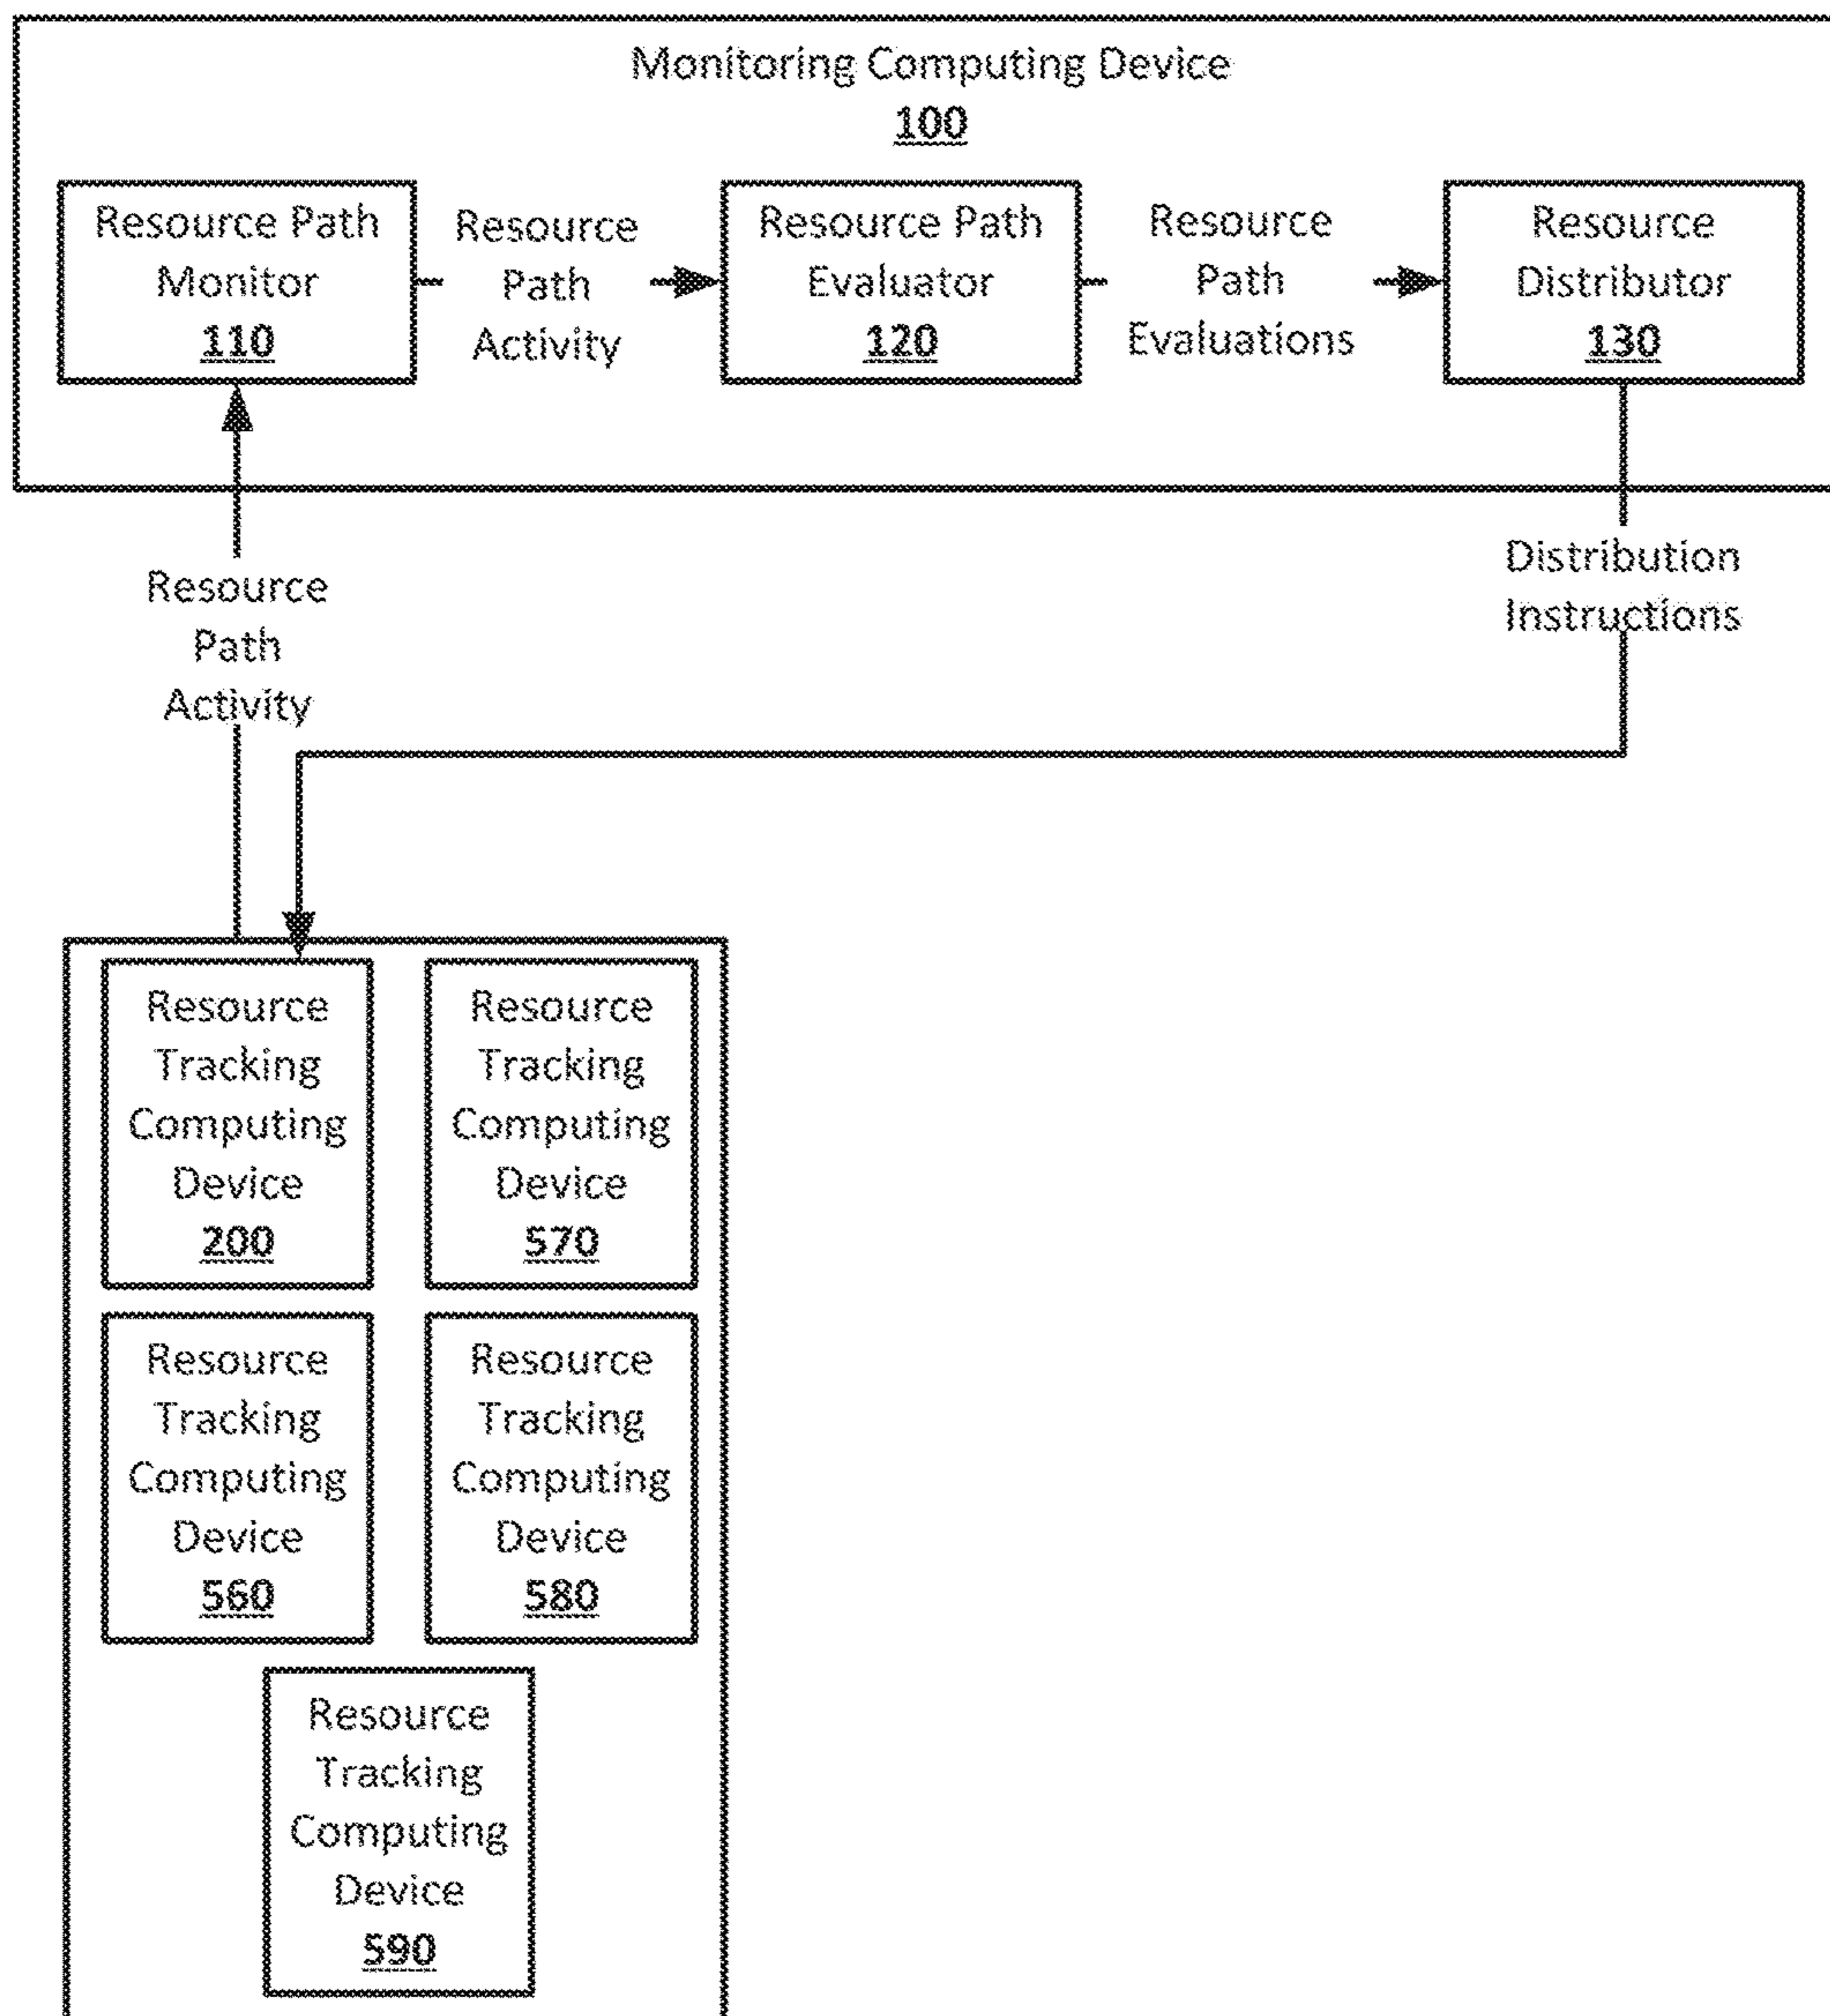 Monitoring Computing Device
100
Resource Path
Monitor
110
Resource
Path
Activity
Resource Path
Evaluator
120
Resource
Path
Evaluations
Resource
Distributor
130
Resource
Path
Activity
Distribution
Instructions
Resource
Tracking
Computing
Device
200
Resource
Tracking
Computing
Device
570
Resource
Tracking
Computing
Device
560
Resource
Tracking
Computing
Device
580
Resource
Tracking
Computing
Device
590